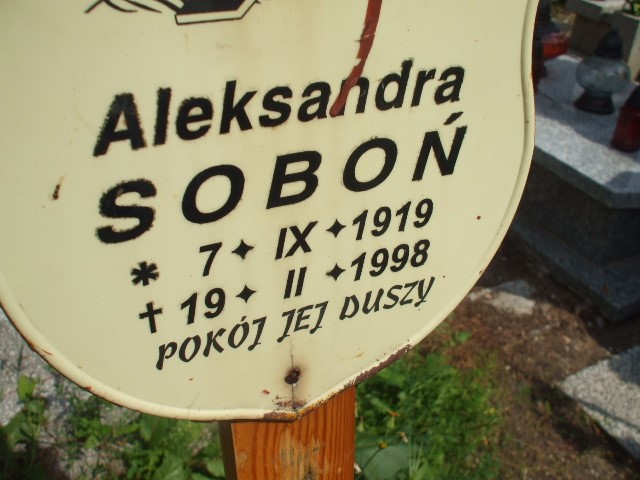 Aleksandra
SOBOŃ
* 7 ✦ IX ✦ 1919
† 19 ✦ II ✦ 1998
POKÓJ JEJ DUSZY